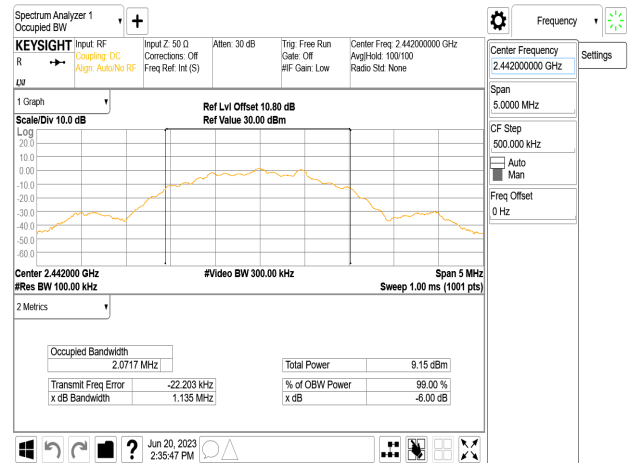 Spectrum Analyzer 1
Occupied BW
Frequency
KEYSIGHT
R
LXI
Input: RF
Coupling: DC
Align: Auto/No RF
Input Z: 50 Ω
Corrections: Off
Freq Ref: Int (S)
Atten: 30 dB
Trig: Free Run
Gate: Off
#IF Gain: Low
Center Freq: 2.442000000 GHz
Avg|Hold: 100/100
Radio Std: None
Center Frequency
2.442000000 GHz
Settings
Span
5.0000 MHz
CF Step
500.000 kHz
Auto
Man
Freq Offset
0 Hz
1 Graph
Scale/Div 10.0 dB
Ref Lvl Offset 10.80 dB
Ref Value 30.00 dBm
Log
20.0
10.0
0.00
-10.0
-20.0
-30.0
-40.0
-50.0
-60.0
Center 2.442000 GHz
#Res BW 100.00 kHz
#Video BW 300.00 kHz
Span 5 MHz
Sweep 1.00 ms (1001 pts)
2 Metrics
Occupied Bandwidth
2.0717 MHz
Total Power 9.15 dBm
Transmit Freq Error -22.203 kHz
% of OBW Power 99.00 %
x dB Bandwidth 1.135 MHz
x dB -6.00 dB
?
Jun 20, 2023
2:35:47 PM